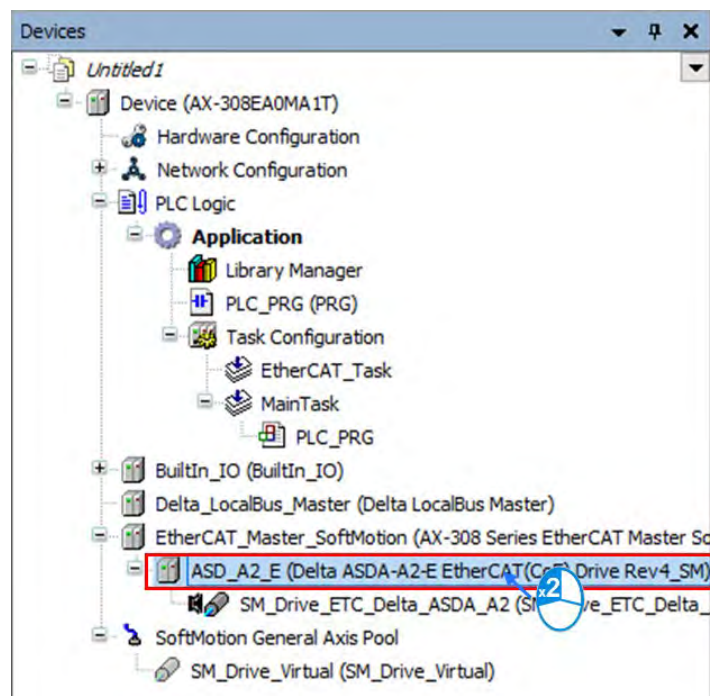 Devices
Untitled1
Device (AX-308EA0MA1T)
Hardware Configuration
Network Configuration
PLC Logic
Application
Library Manager
PLC_PRG (PRG)
Task Configuration
EtherCAT_Task
MainTask
PLC_PRG
BuiltIn_IO (BuiltIn_IO)
Delta_LocalBus_Master (Delta LocalBus Master)
EtherCAT_Master_SoftMotion (AX-308 Series EtherCAT Master So
ASD_A2_E (Delta ASDA-A2-E EtherCAT(CoE) Drive Rev4_SM)
x2
SM_Drive_ETC_Delta_ASDA_A2 (SM_Drive_ETC_Delta_
SoftMotion General Axis Pool
SM_Drive_Virtual (SM_Drive_Virtual)